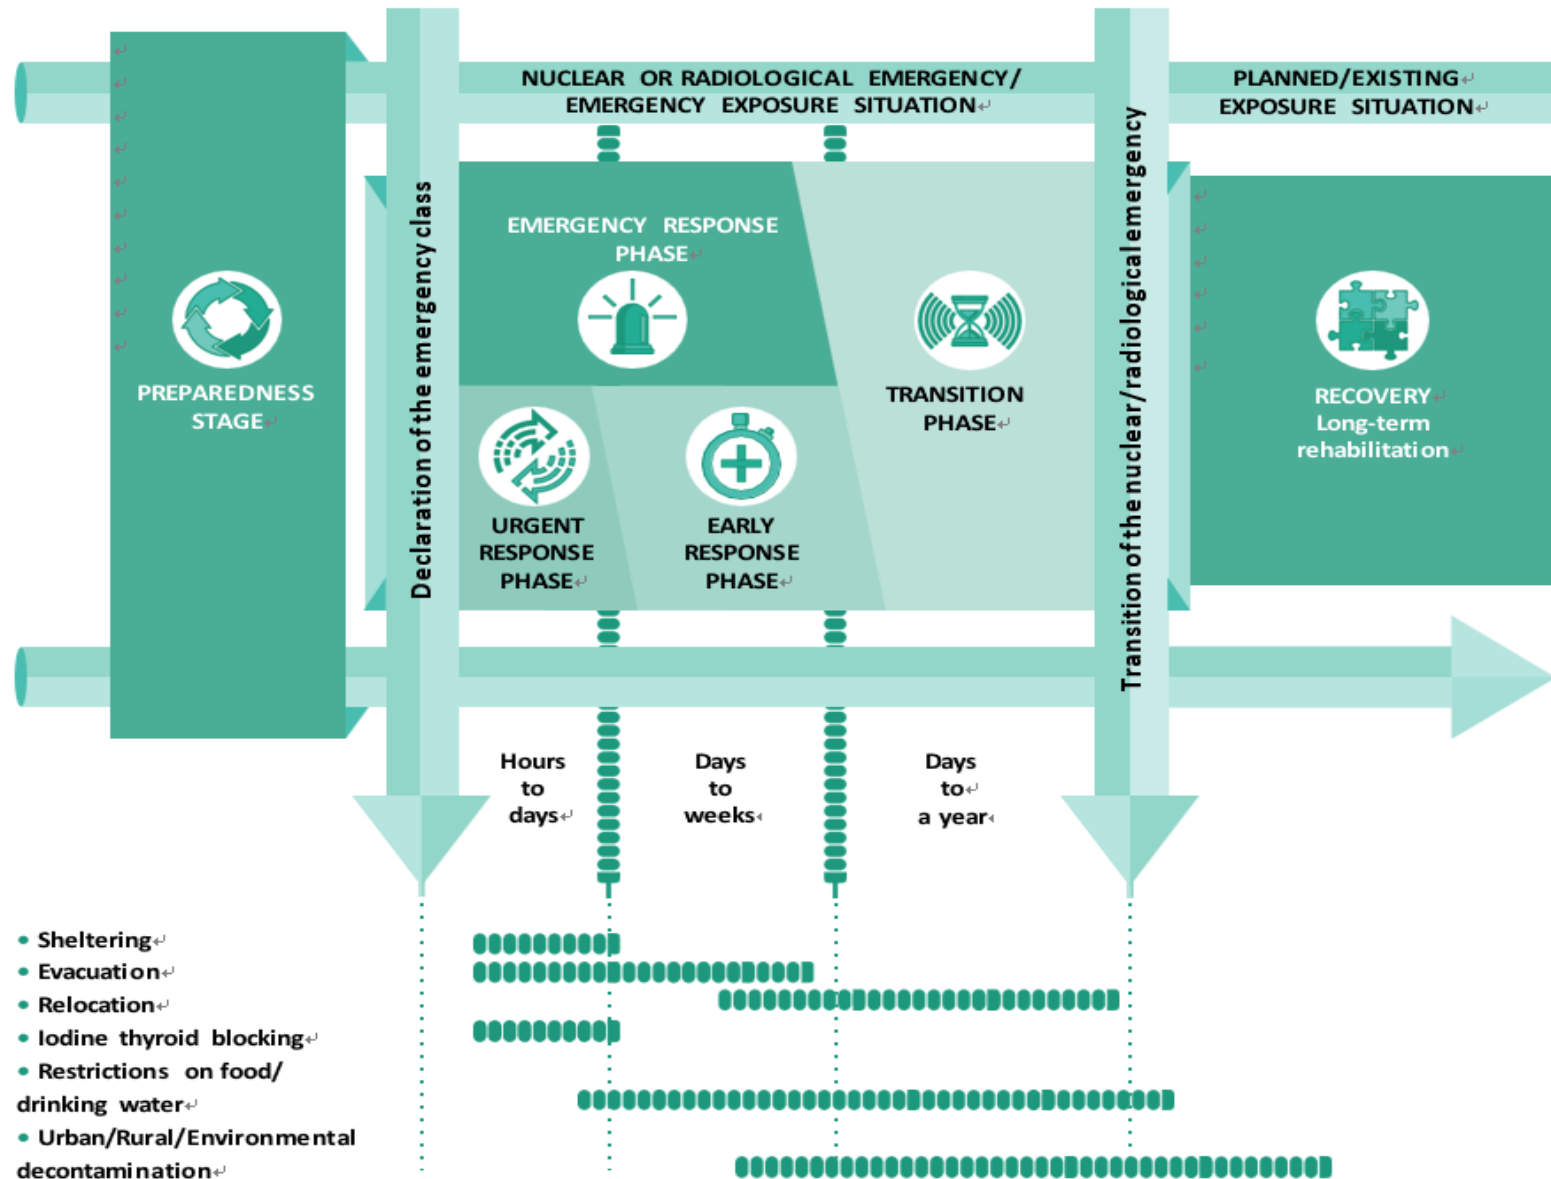 NUCLEAR OR RADIOLOGICAL EMERGENCY/
EMERGENCY EXPOSURE SITUATION
PLANNED/EXISTING
EXPOSURE SITUATION
PREPAREDNESS
STAGE
Declaration of the emergency class
EMERGENCY RESPONSE
PHASE
URGENT
RESPONSE
PHASE
EARLY
RESPONSE
PHASE
TRANSITION
PHASE
Transition of the nuclear/radiological emergency
RECOVERY
Long-term
rehabilitation
Hours
to
days
Days
to
weeks
Days
to
a year
• Sheltering
• Evacuation
• Relocation
• Iodine thyroid blocking
• Restrictions on food/
drinking water
• Urban/Rural/Environmental
decontamination